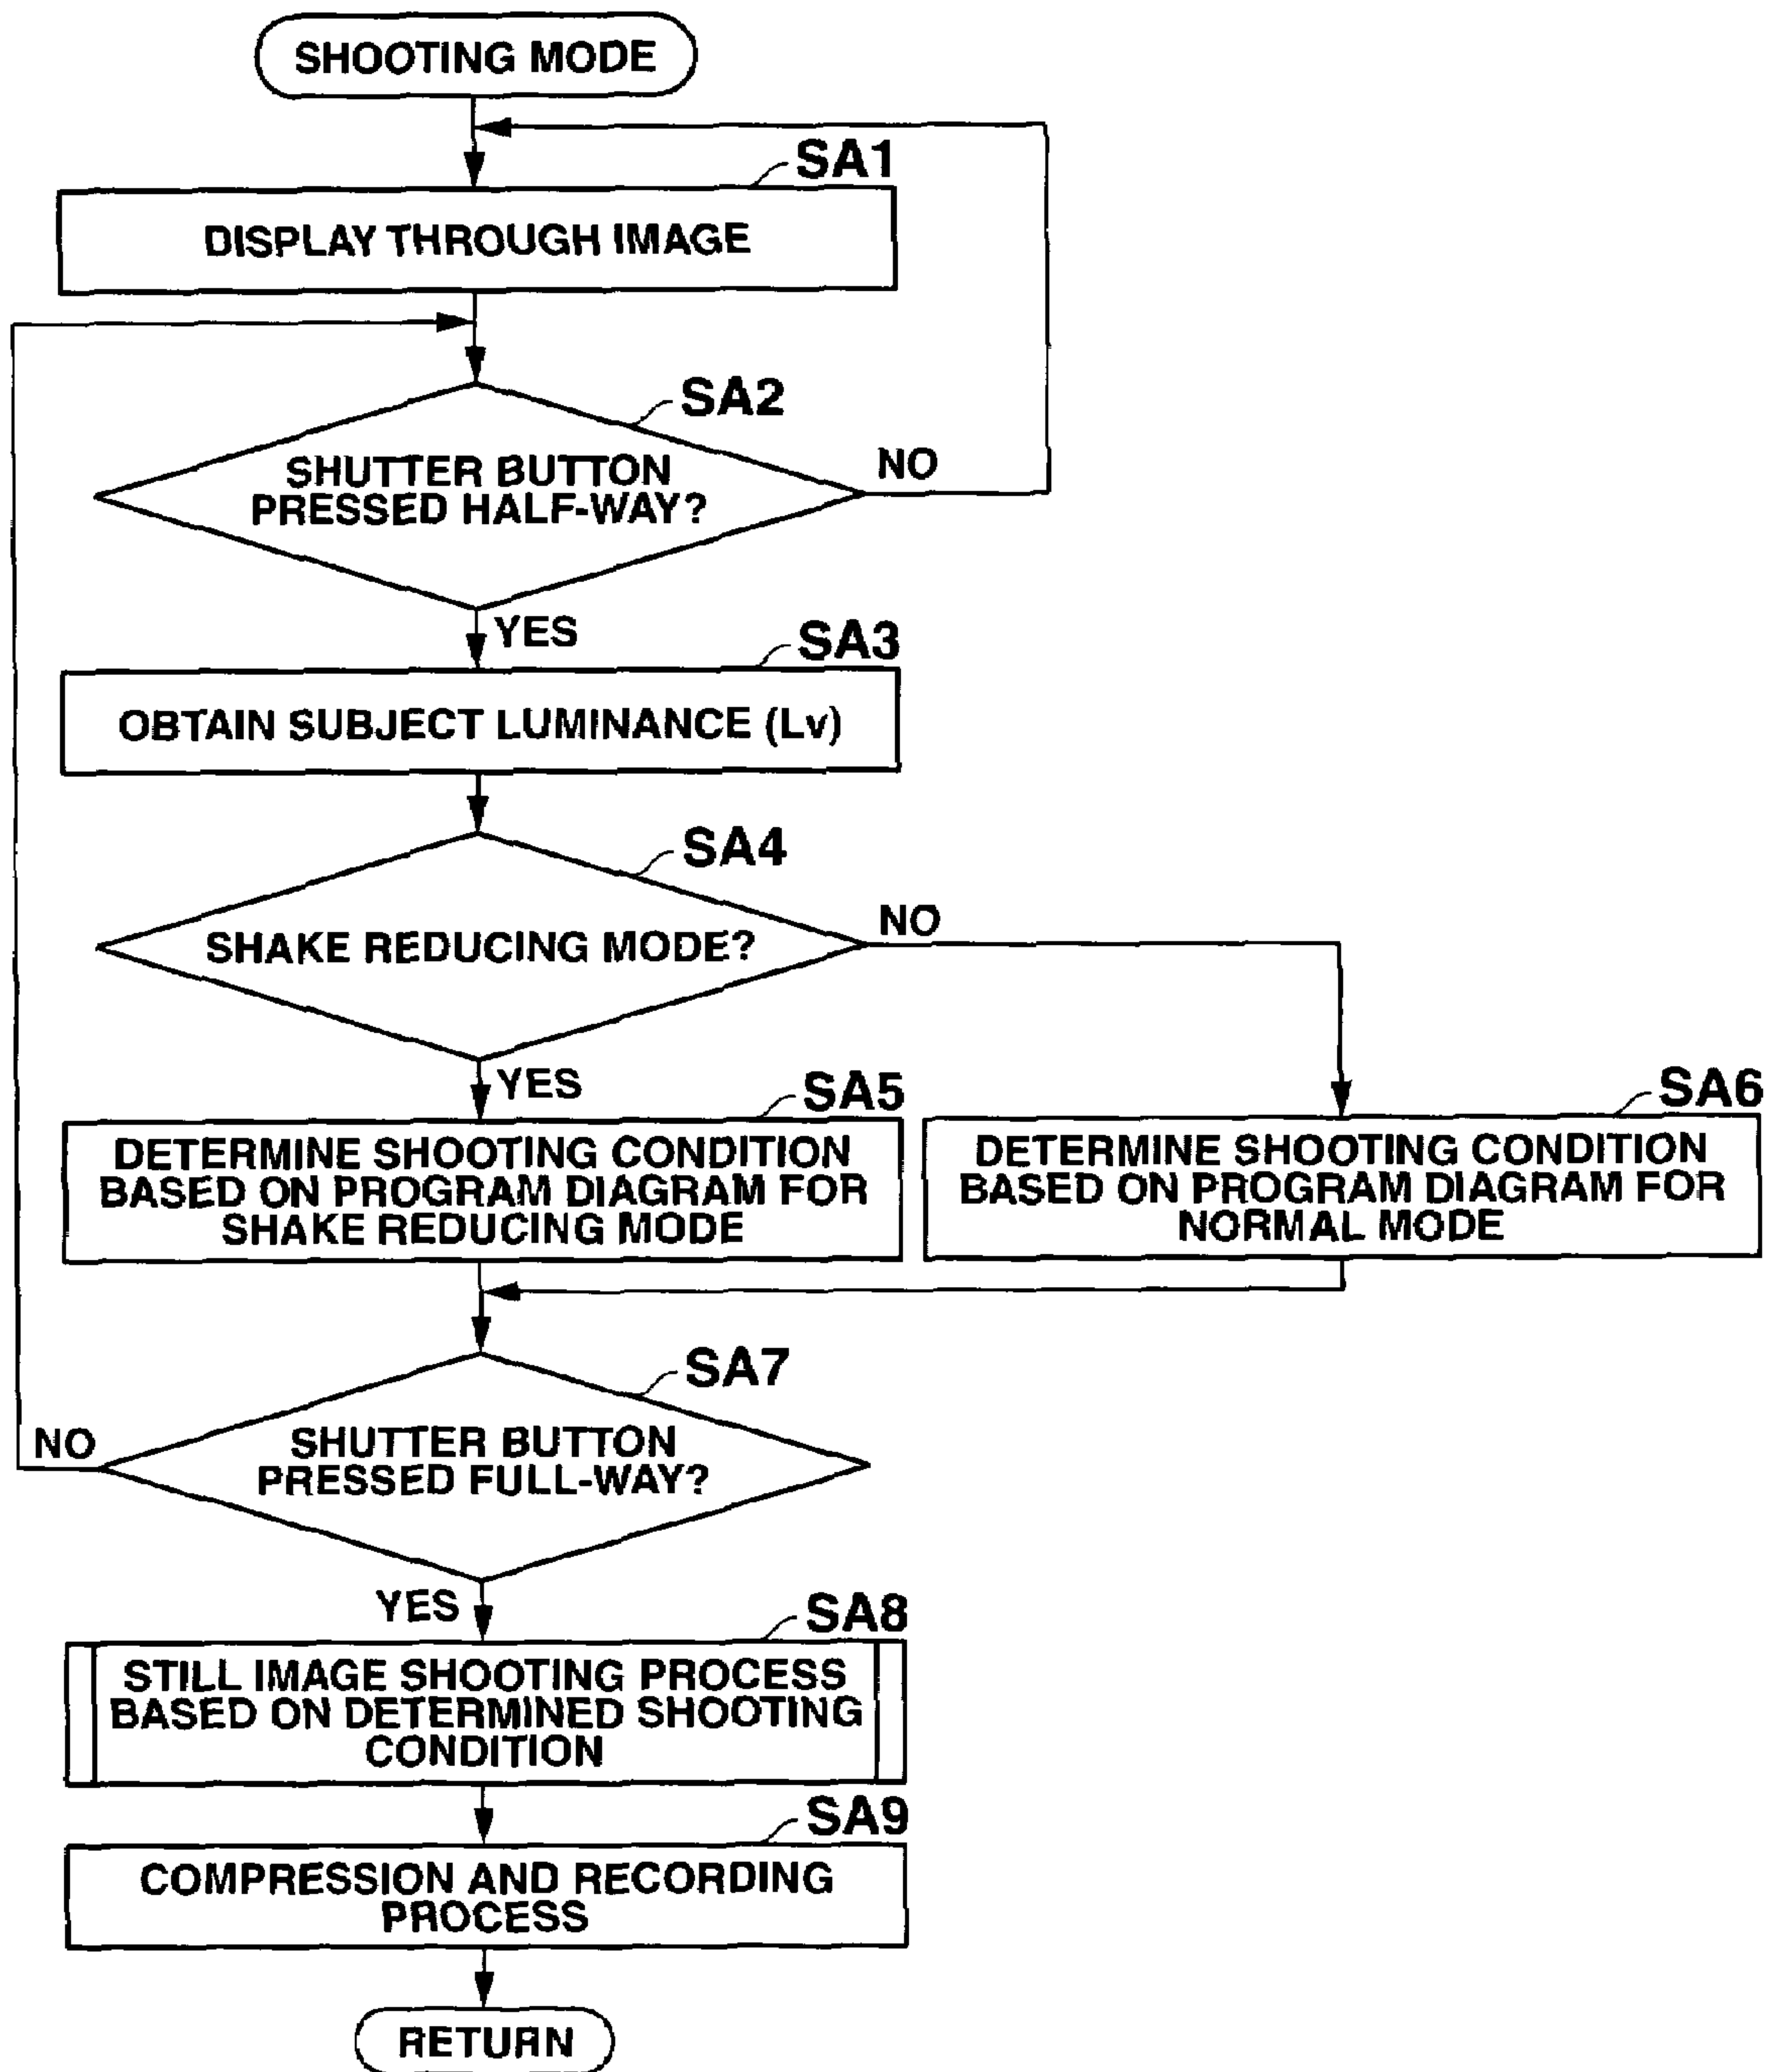 SHOOTING MODE
SA1
DISPLAY THROUGH IMAGE
SA2
SHUTTER BUTTON
PRESSED HALF-WAY?
NO
YES
SA3
OBTAIN SUBJECT LUMINANCE (Lv)
SA4
SHAKE REDUCING MODE?
NO
YES
SA5
DETERMINE SHOOTING CONDITION
BASED ON PROGRAM DIAGRAM FOR
SHAKE REDUCING MODE
SA6
DETERMINE SHOOTING CONDITION
BASED ON PROGRAM DIAGRAM FOR
NORMAL MODE
SA7
SHUTTER BUTTON
PRESSED FULL-WAY?
NO
YES
SA8
STILL IMAGE SHOOTING PROCESS
BASED ON DETERMINED SHOOTING
CONDITION
SA9
COMPRESSION AND RECORDING
PROCESS
RETURN